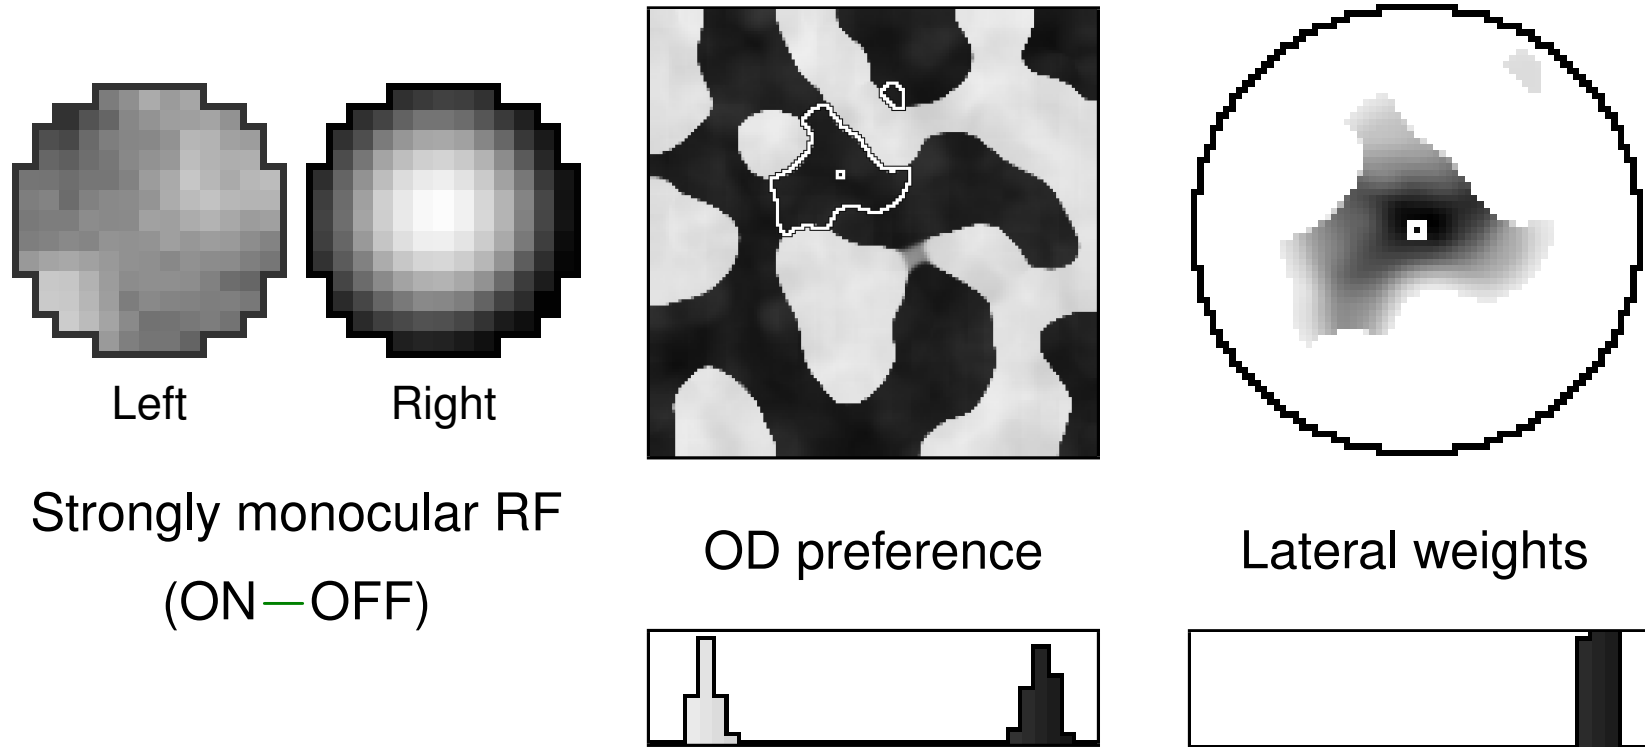 Left
Right
Strongly monocular RF
(ON—OFF)
OD preference
Lateral weights